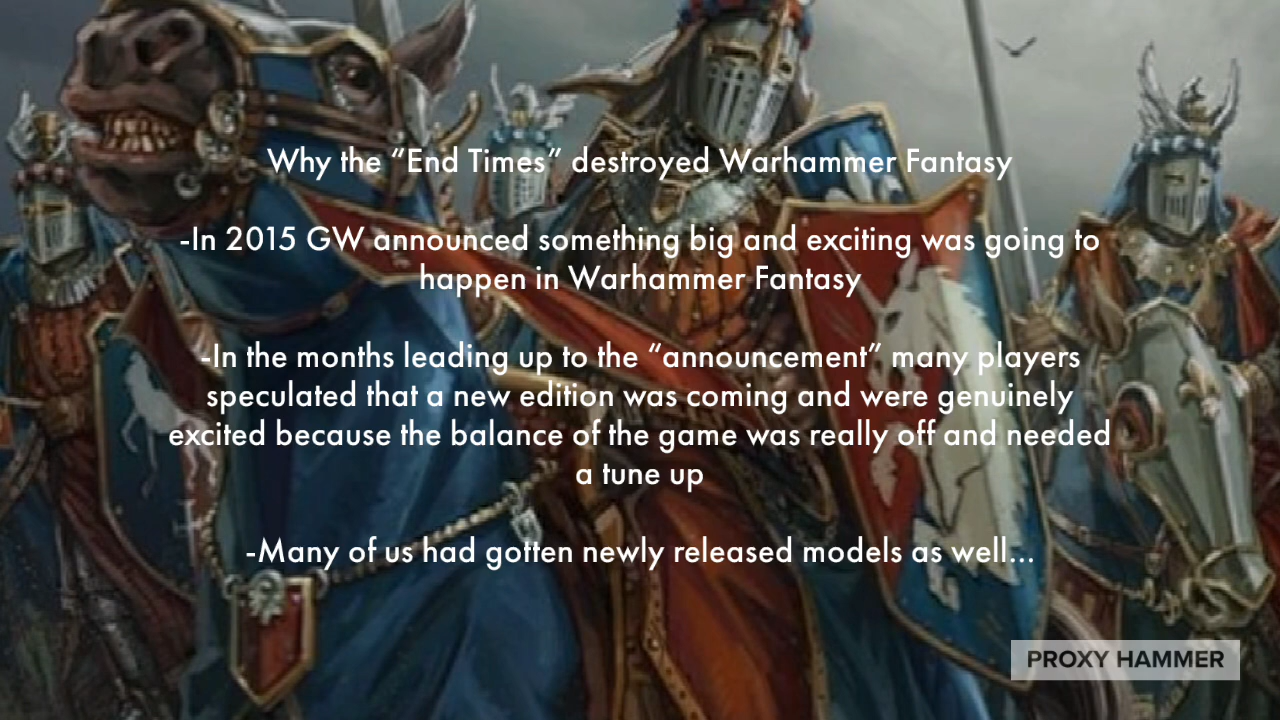 Why the “End Times” destroyed Warhammer Fantasy
-In 2015 GW announced something big and exciting was going to
happen in Warhammer Fantasy
-In the months leading up to the “announcement” many players
speculated that a new edition was coming and were genuinely
excited because the balance of the game was really off and needed
a tune up
-Many of us had gotten newly released models as well...
PROXY HAMMER